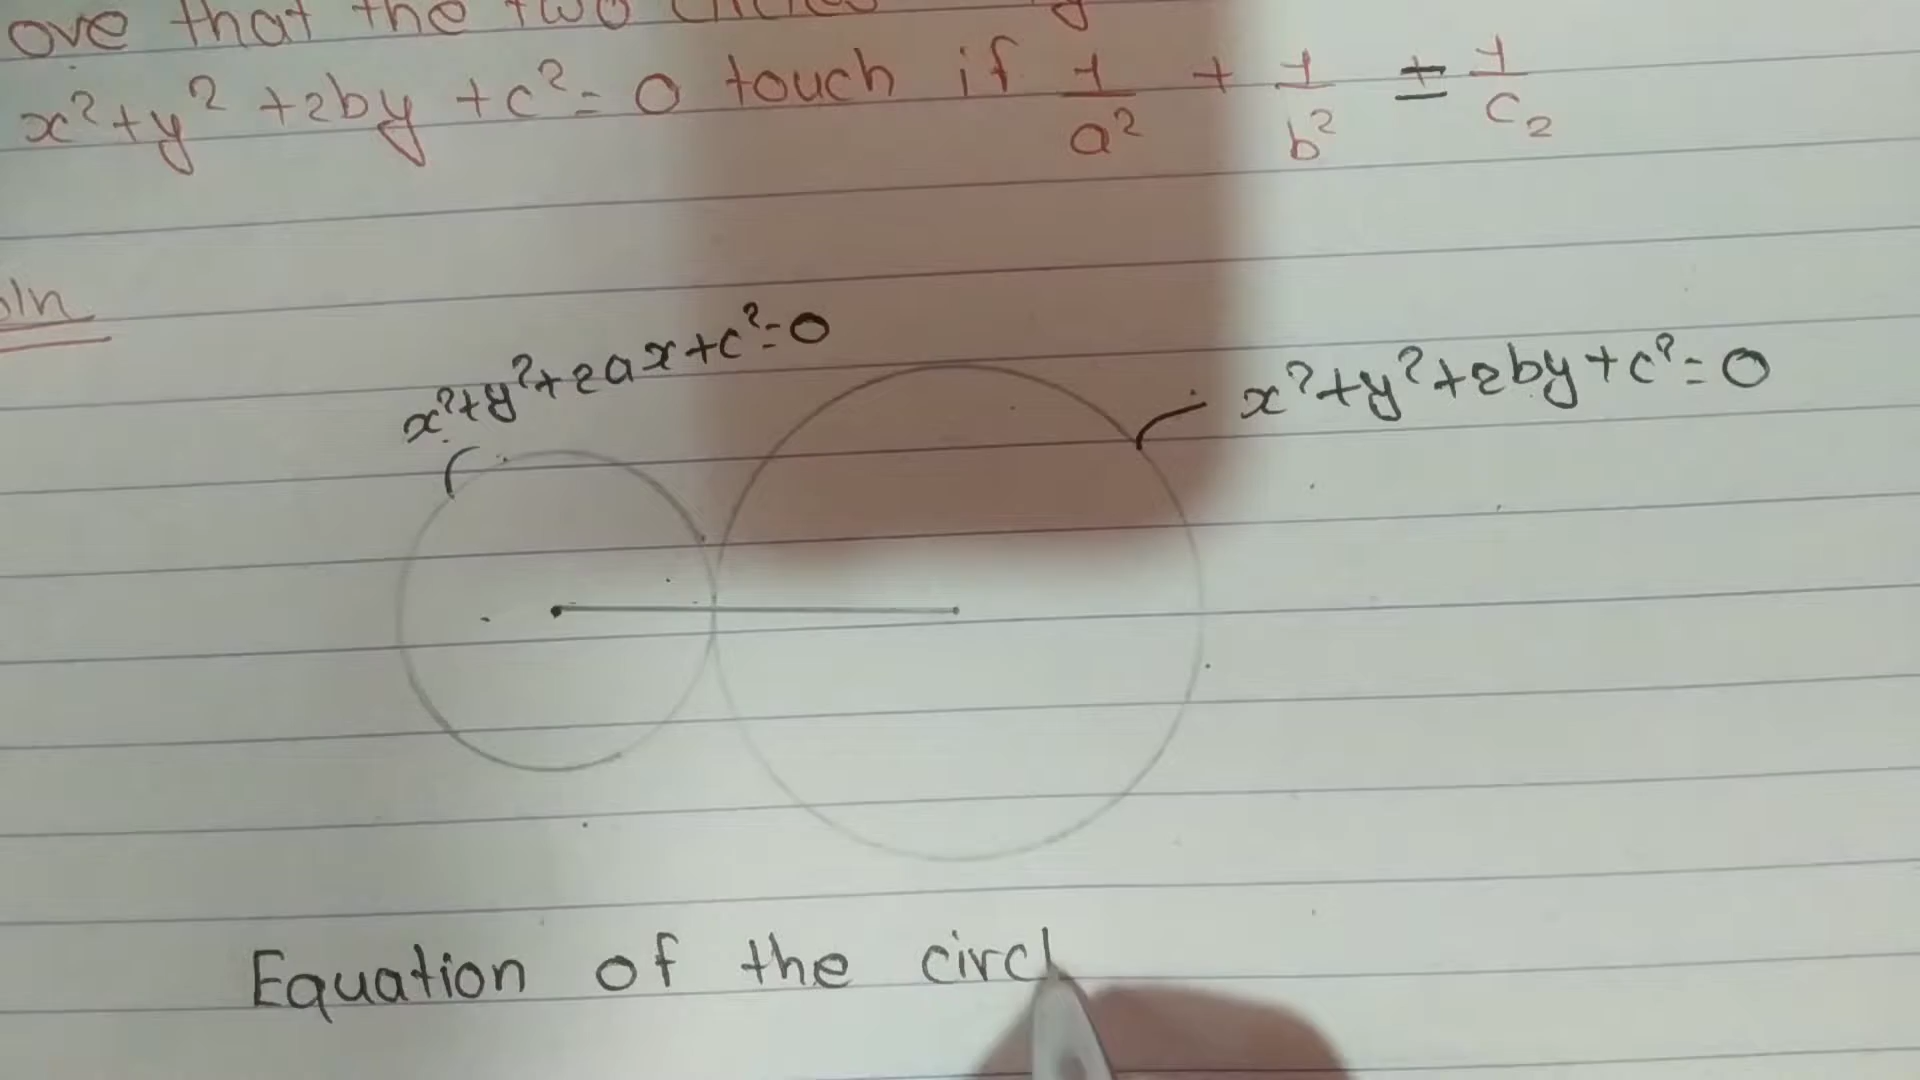 ove that the two circles
x²+y²+2by+c²=0 touch if 1/a² + 1/b² = 1/c₂
oln
x²+y²+2ax+c²=0
x²+y²+2by+c²=0
Equation of the circl